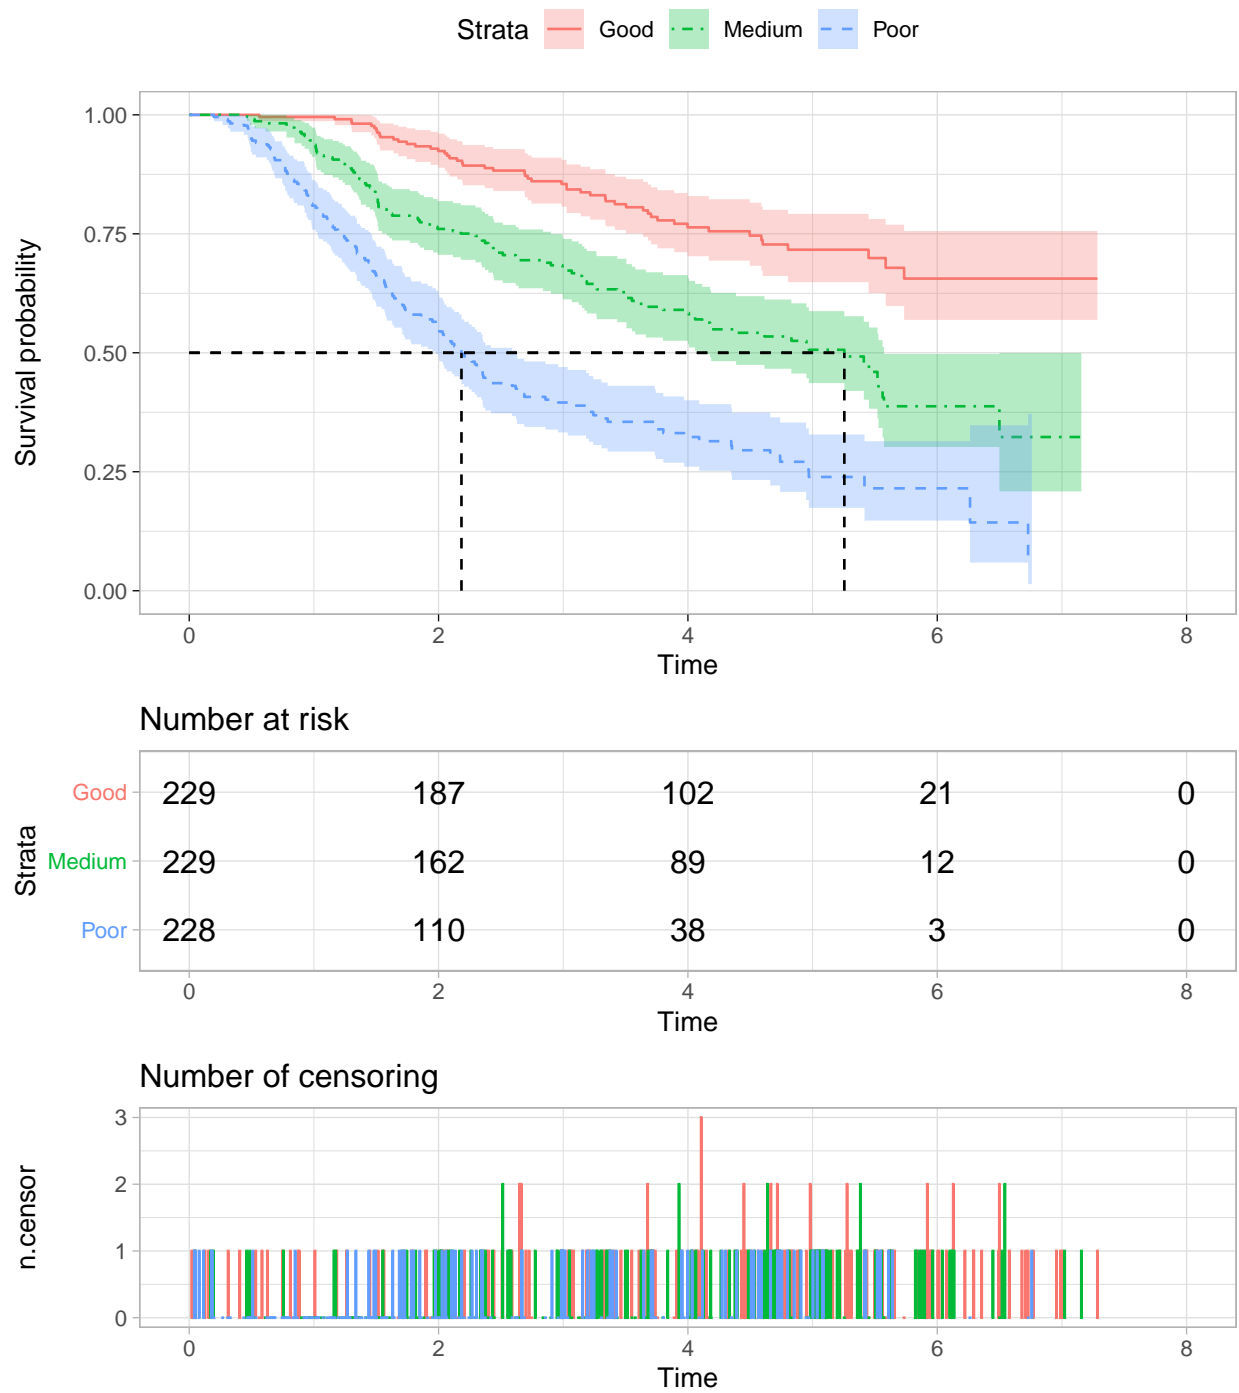 Strata Good Medium Poor
1.00
0.75
0.50
0.25
0.00
Survival probability
0 2 4 6 8
Time
Number at risk
Strata
Good 229 187 102 21 0
Medium 229 162 89 12 0
Poor 228 110 38 3 0
0 2 4 6 8
Time
Number of censoring
3
2
1
0
n.censor
0 2 4 6 8
Time